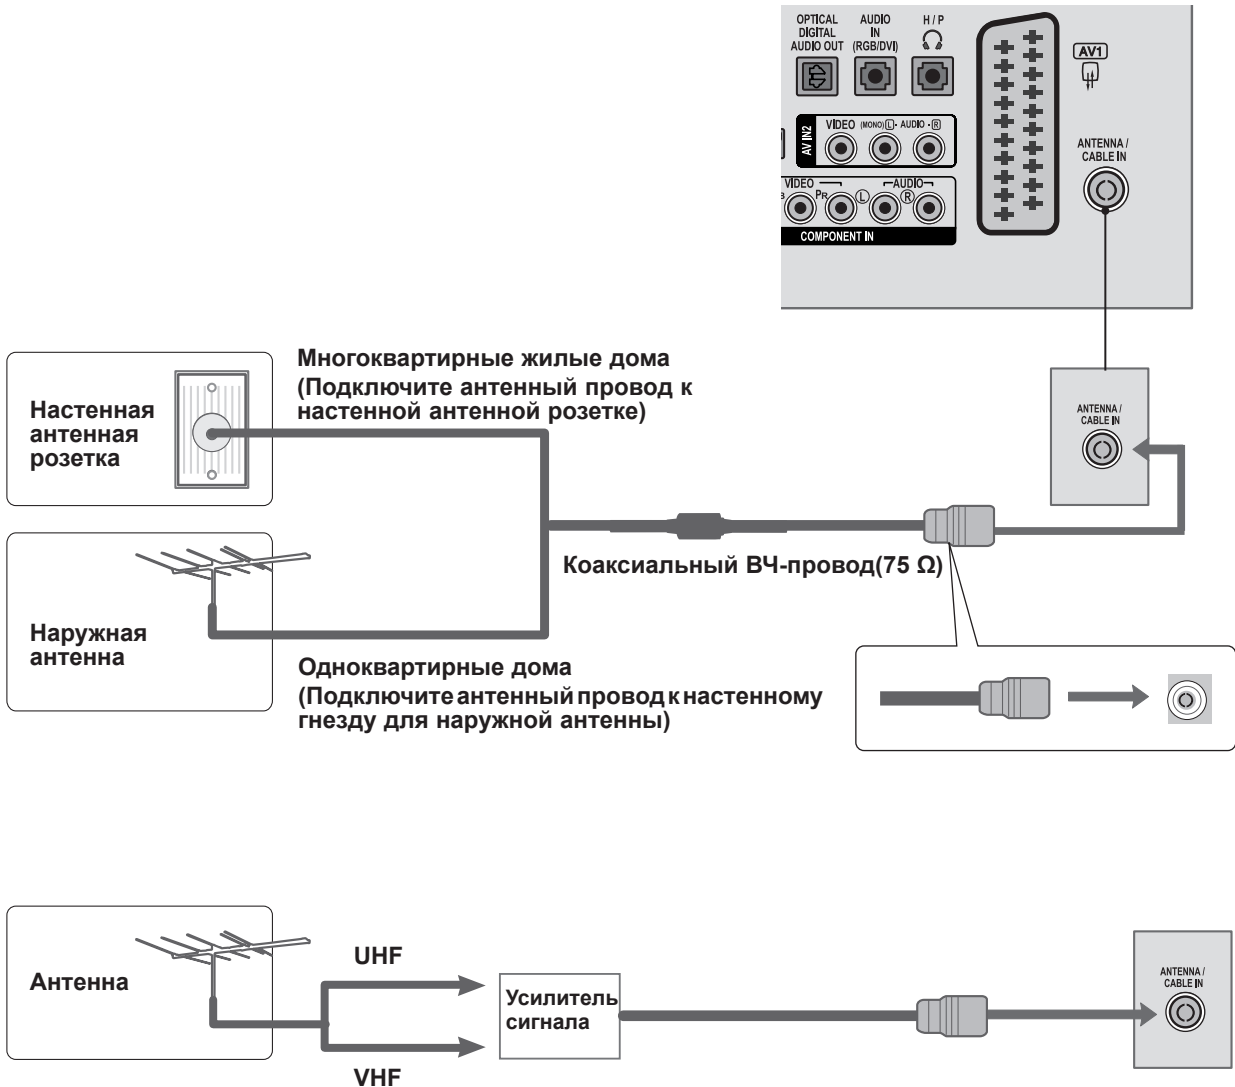 OPTICAL
DIGITAL
AUDIO OUT
AUDIO
IN
(RGB/DVI)
H / P
AV1
AV IN2
VIDEO
(MONO) L - AUDIO - R
ANTENNA /
CABLE IN
VIDEO
AUDIO
B
PR
L
R
COMPONENT IN
Многоквартирные жилые дома
(Подключите антенный провод к
настенной антенной розетке)
Настенная
антенная
розетка
ANTENNA /
CABLE IN
Коаксиальный ВЧ-провод(75 Ω)
Наружная
антенна
Одноквартирные дома
(Подключите антенный провод к настенному
гнезду для наружной антенны)
Антенна
UHF
VHF
Усилитель
сигнала
ANTENNA /
CABLE IN